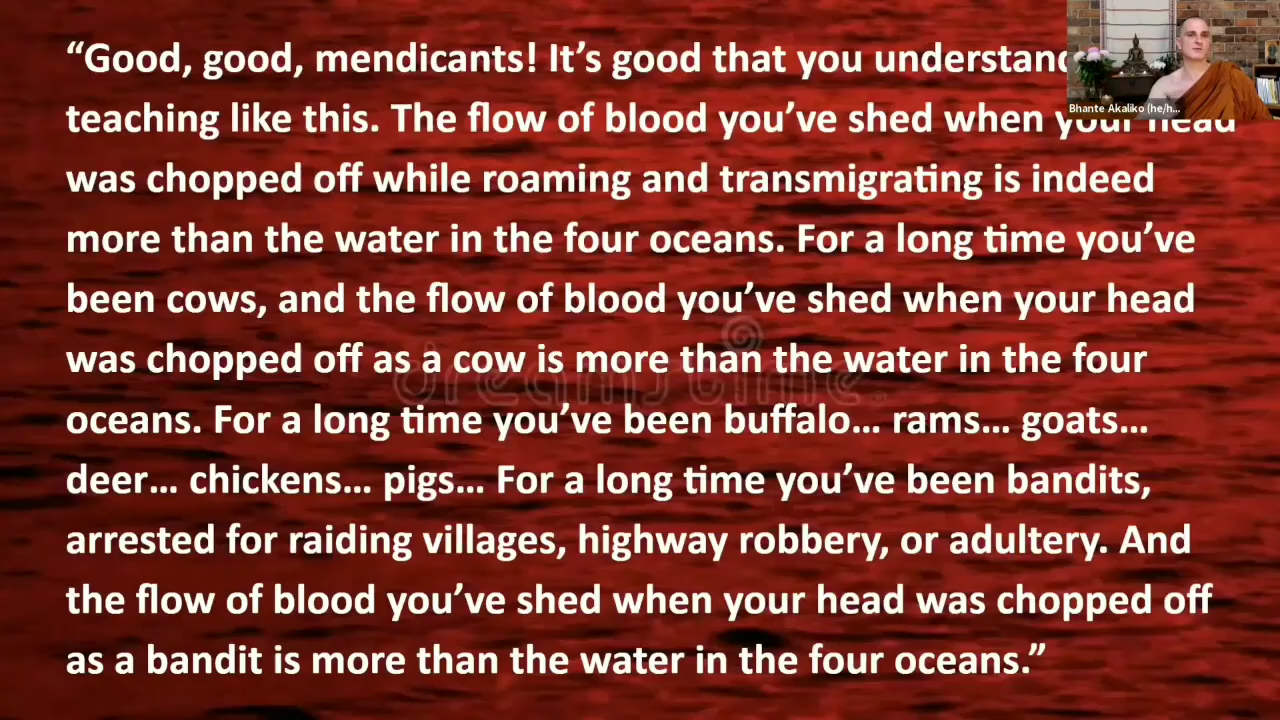 “Good, good, mendicants! It’s good that you understand
teaching like this. The flow of blood you’ve shed when your head
was chopped off while roaming and transmigrating is indeed
more than the water in the four oceans. For a long time you’ve
been cows, and the flow of blood you’ve shed when your head
was chopped off as a cow is more than the water in the four
oceans. For a long time you’ve been buffalo… rams… goats…
deer… chickens… pigs… For a long time you’ve been bandits,
arrested for raiding villages, highway robbery, or adultery. And
the flow of blood you’ve shed when your head was chopped off
as a bandit is more than the water in the four oceans.”
Bhante Akaliko (he/h...
dreamstime.